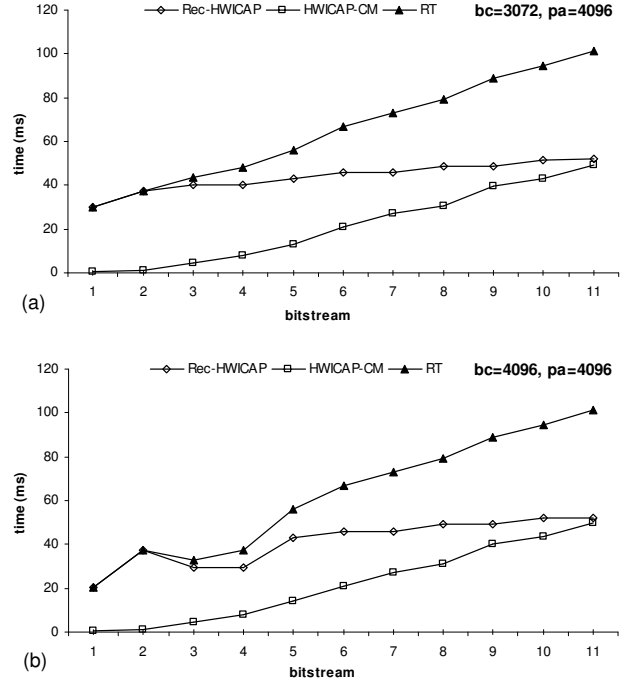 120
Rec-HWICAP HWICAP-CM RT
bc=3072, pa=4096
100
80
60
40
20
0
time (ms)
1 2 3 4 5 6 7 8 9 10 11
(a)
bitstream
120
Rec-HWICAP HWICAP-CM RT
bc=4096, pa=4096
100
80
60
40
20
0
time (ms)
1 2 3 4 5 6 7 8 9 10 11
(b)
bitstream